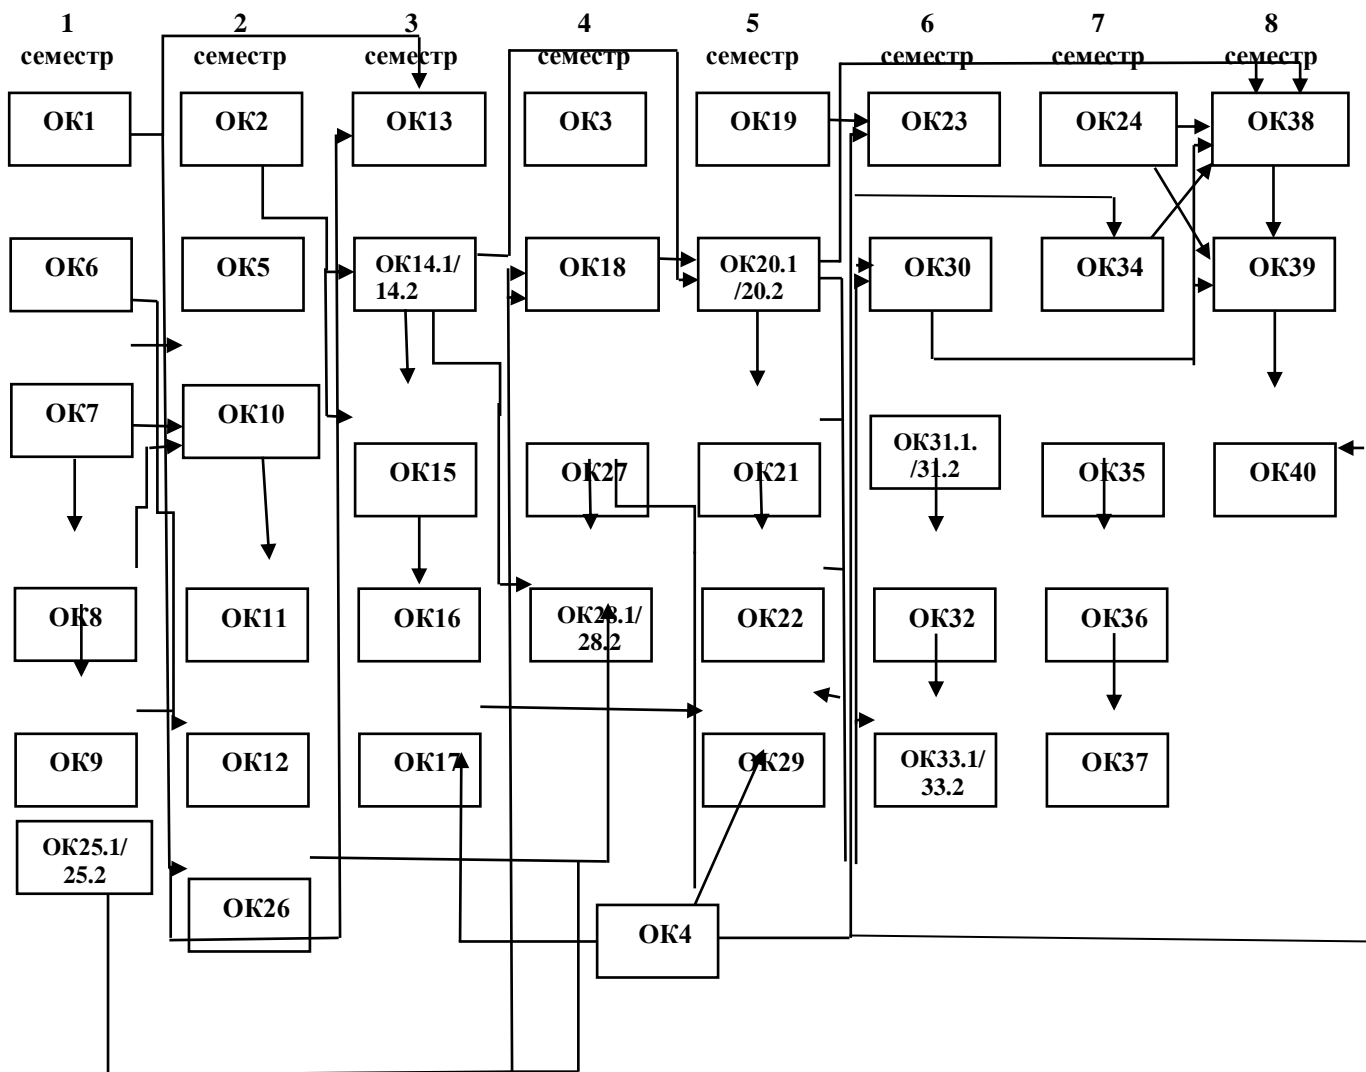 1 2 3 4 5 6 7 8
семестр семестр семестр семестр семестр семестр семестр семестр
ОК1 ОК2 ОК13 ОК3 ОК19 ОК23 ОК24 ОК38
ОК6 ОК5 ОК14.1/ ОК18 ОК20.1 ОК30 ОК34 ОК39
14.2 /20.2
ОК7 ОК10
ОК15 ОК27 ОК21 ОК31.1. ОК35 ОК40
/31.2
ОК8 ОК11 ОК16 ОК28.1/ ОК22 ОК32 ОК36
28.2
ОК9 ОК12 ОК17 ОК29 ОК33.1/ ОК37
33.2
ОК25.1/
25.2
ОК26
ОК4